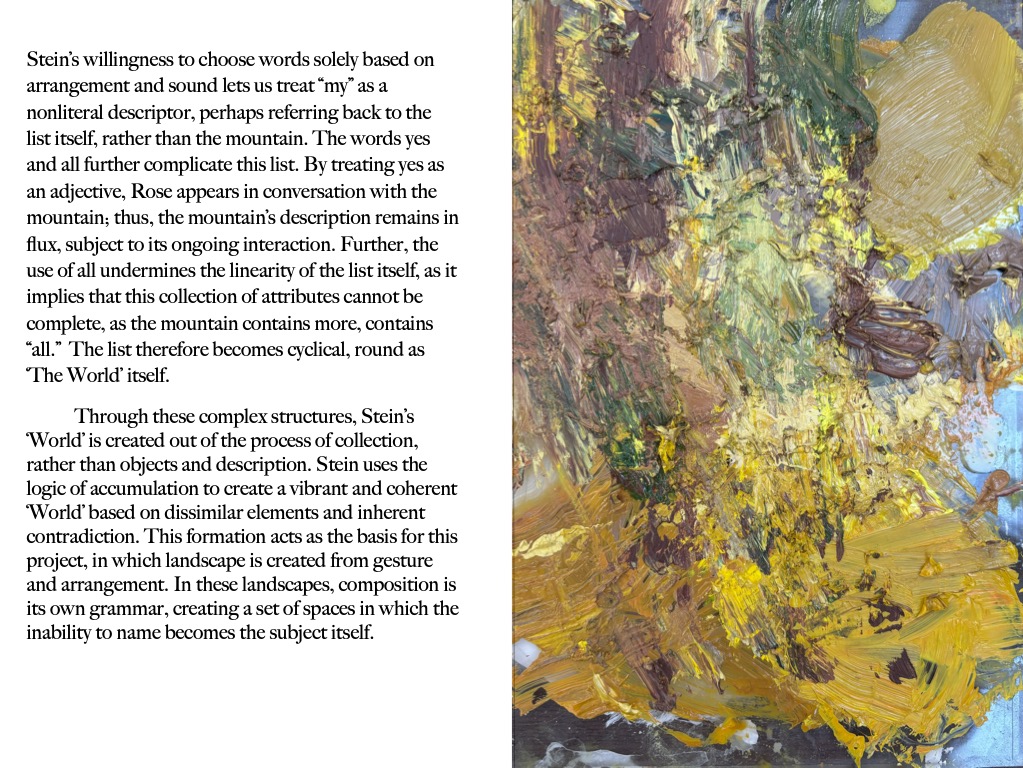 Stein's willingness to choose words solely based on
arrangement and sound lets us treat “my” as a
nonliteral descriptor, perhaps referring back to the
list itself, rather than the mountain. The words yes
and all further complicate this list. By treating yes as
an adjective, Rose appears in conversation with the
mountain; thus, the mountain's description remains in
flux, subject to its ongoing interaction. Further, the
use of all undermines the linearity of the list itself, as it
implies that this collection of attributes cannot be
complete, as the mountain contains more, contains
“all.”  The list therefore becomes cyclical, round as
‘The World’ itself.
Through these complex structures, Stein's
‘World’ is created out of the process of collection,
rather than objects and description. Stein uses the
logic of accumulation to create a vibrant and coherent
‘World’ based on dissimilar elements and inherent
contradiction. This formation acts as the basis for this
project, in which landscape is created from gesture
and arrangement. In these landscapes, composition is
its own grammar, creating a set of spaces in which the
inability to name becomes the subject itself.